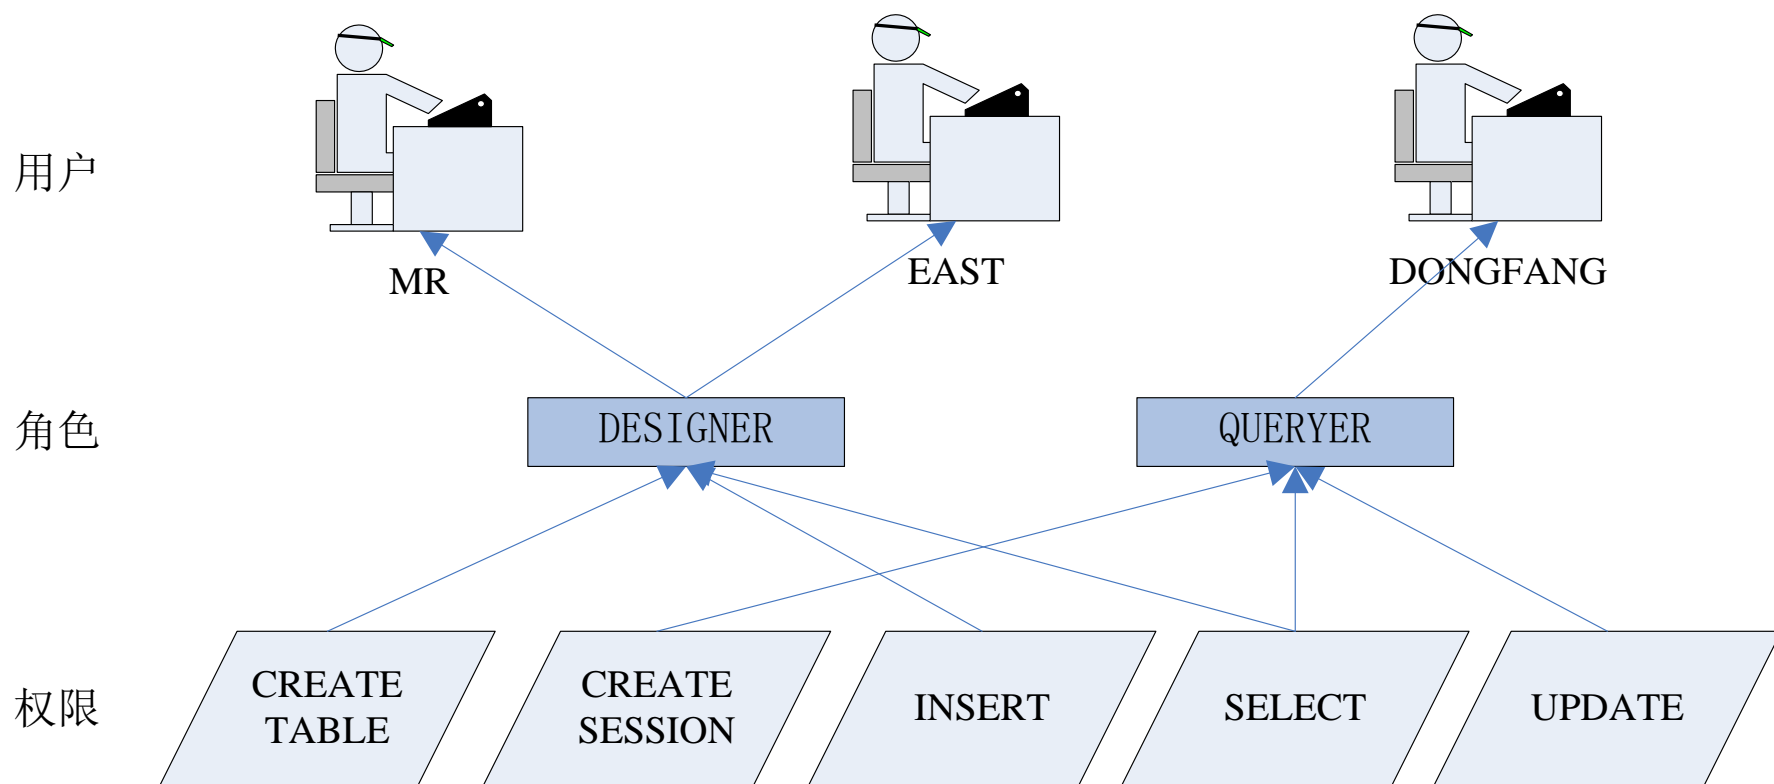 用户
MR
EAST
DONGFANG
角色
DESIGNER
QUERYER
权限
CREATE
TABLE
CREATE
SESSION
INSERT
SELECT
UPDATE